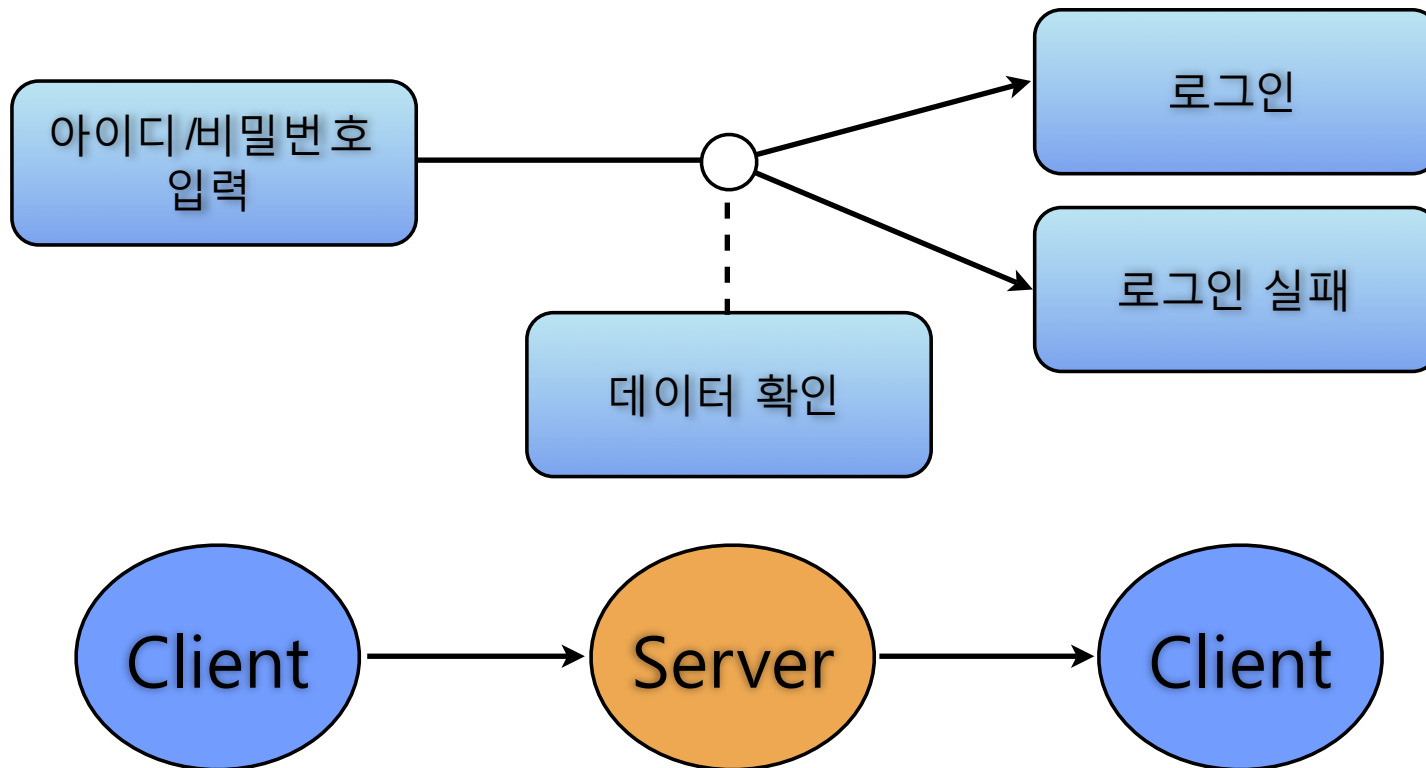 아이디/비밀번호
입력
로그인
로그인 실패
데이터 확인
Client
Server
Client